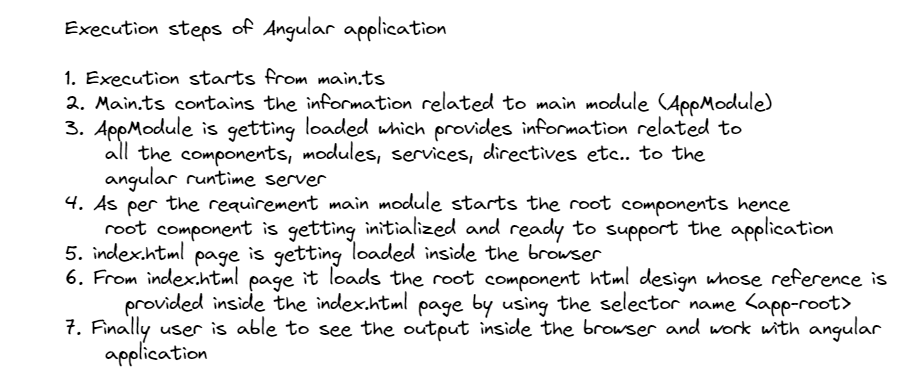 Execution steps of Angular application
1. Execution starts from main.ts
2. Main.ts contains the information related to main module (AppModule)
3. AppModule is getting loaded which provides information related to
all the components, modules, services, directives etc.. to the
angular runtime server
4. As per the requirement main module starts the root components hence
root component is getting initialized and ready to support the application
5. index.html page is getting loaded inside the browser
6. From index.html page it loads the root component html design whose reference is
provided inside the index.html page by using the selector name <app-root>
7. Finally user is able to see the output inside the browser and work with angular
application